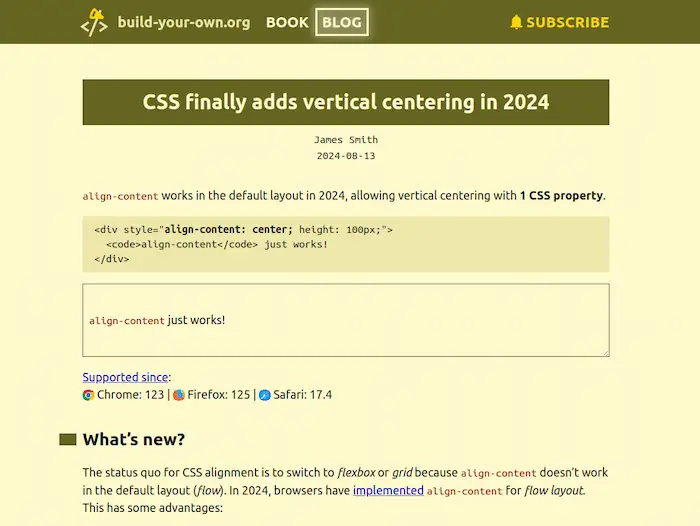 </> build-your-own.org BOOK BLOG SUBSCRIBE
CSS finally adds vertical centering in 2024
James Smith
2024-08-13
align-content works in the default layout in 2024, allowing vertical centering with 1 CSS property.
<div style="align-content: center; height: 100px;">
<code>align-content</code> just works!
</div>
align-content just works!
Supported since:
Chrome: 123 | Firefox: 125 | Safari: 17.4
What's new?
The status quo for CSS alignment is to switch to flexbox or grid because align-content doesn't work
in the default layout (flow). In 2024, browsers have implemented align-content for flow layout.
This has some advantages: